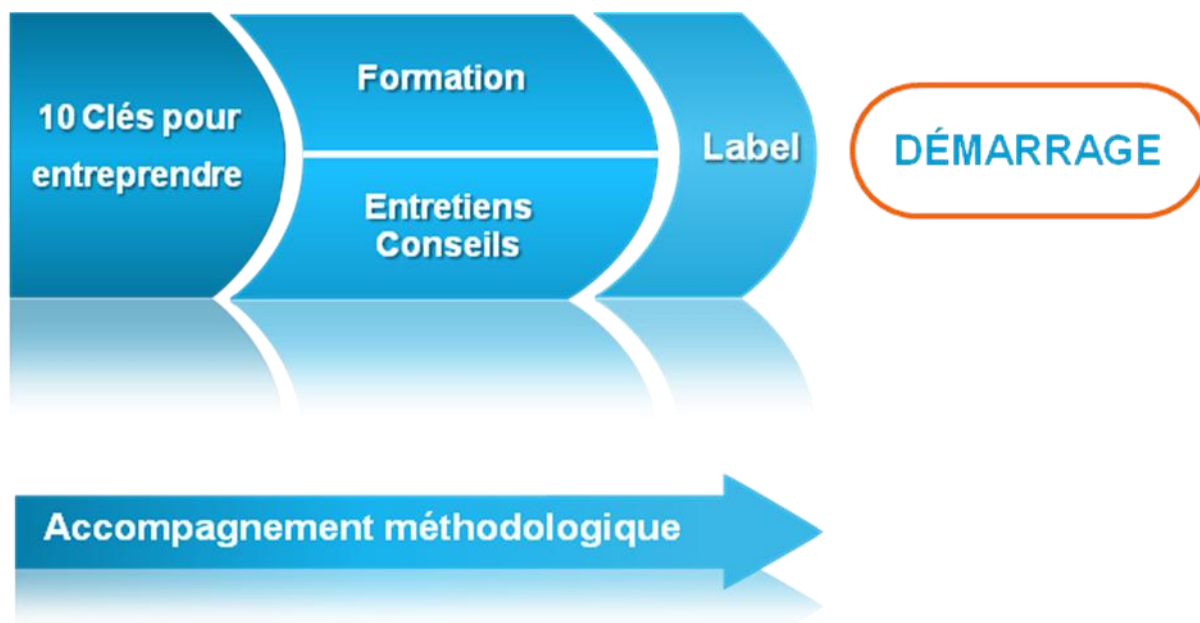 10 Clés pour
entreprendre
Formation
Entretiens
Conseils
Label
DÉMARRAGE
Accompagnement méthodologique